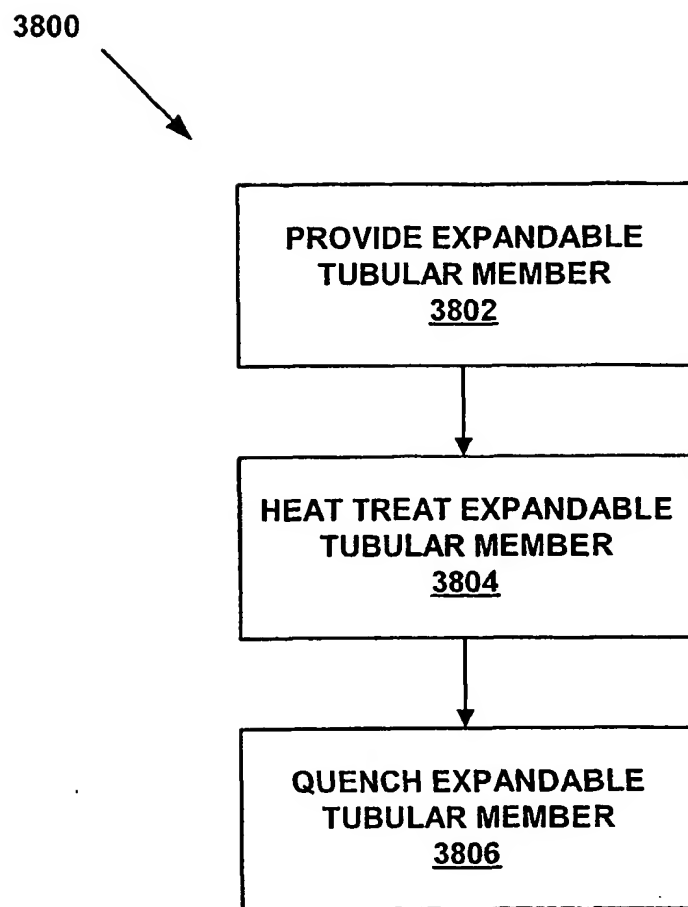 3800
PROVIDE EXPANDABLE
TUBULAR MEMBER
3802
HEAT TREAT EXPANDABLE
TUBULAR MEMBER
3804
QUENCH EXPANDABLE
TUBULAR MEMBER
3806